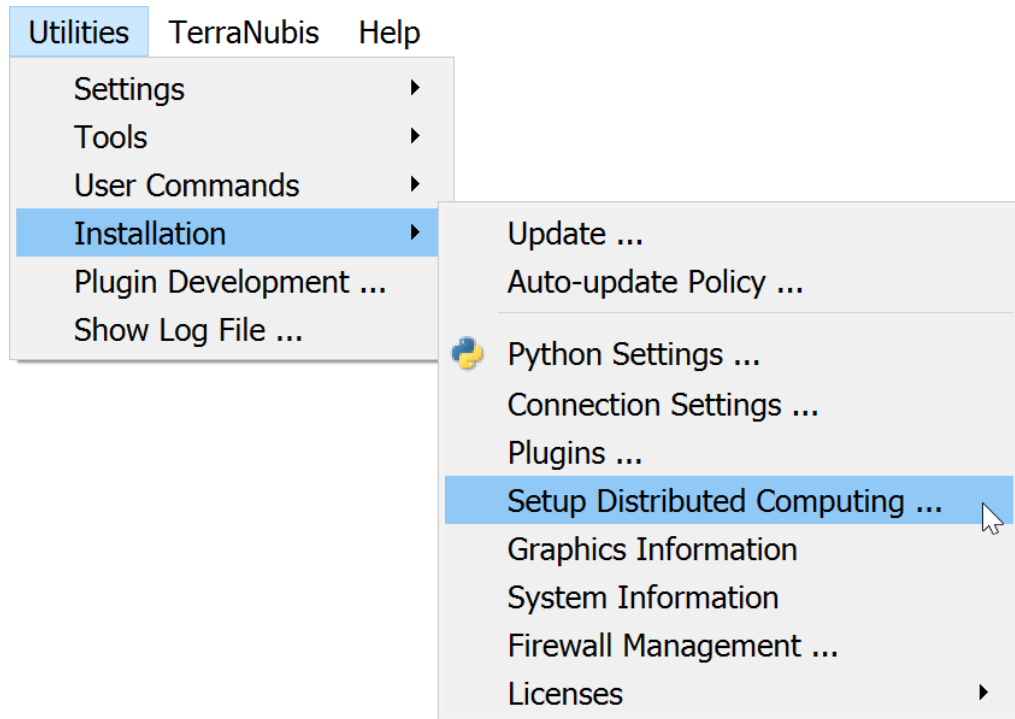 Utilities TerraNubis Help
Settings
Tools
User Commands
Installation
Plugin Development ...
Show Log File ...
Update ...
Auto-update Policy ...
Python Settings ...
Connection Settings ...
Plugins ...
Setup Distributed Computing ...
Graphics Information
System Information
Firewall Management ...
Licenses